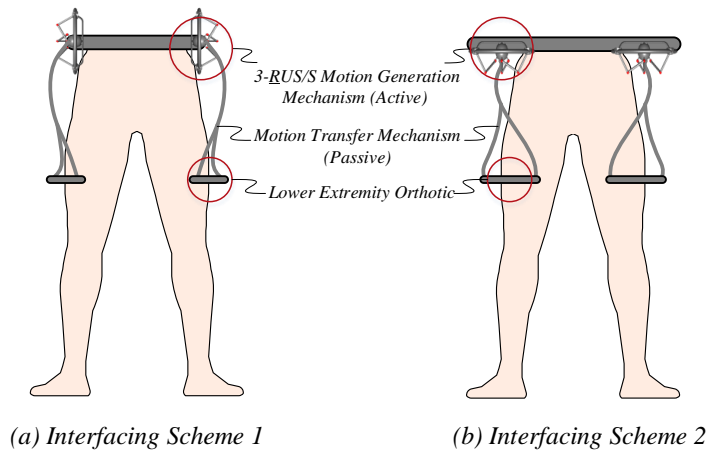 3-RUS/S Motion Generation
Mechanism (Active)
Motion Transfer Mechanism
(Passive)
Lower Extremity Orthotic
(a) Interfacing Scheme 1
(b) Interfacing Scheme 2